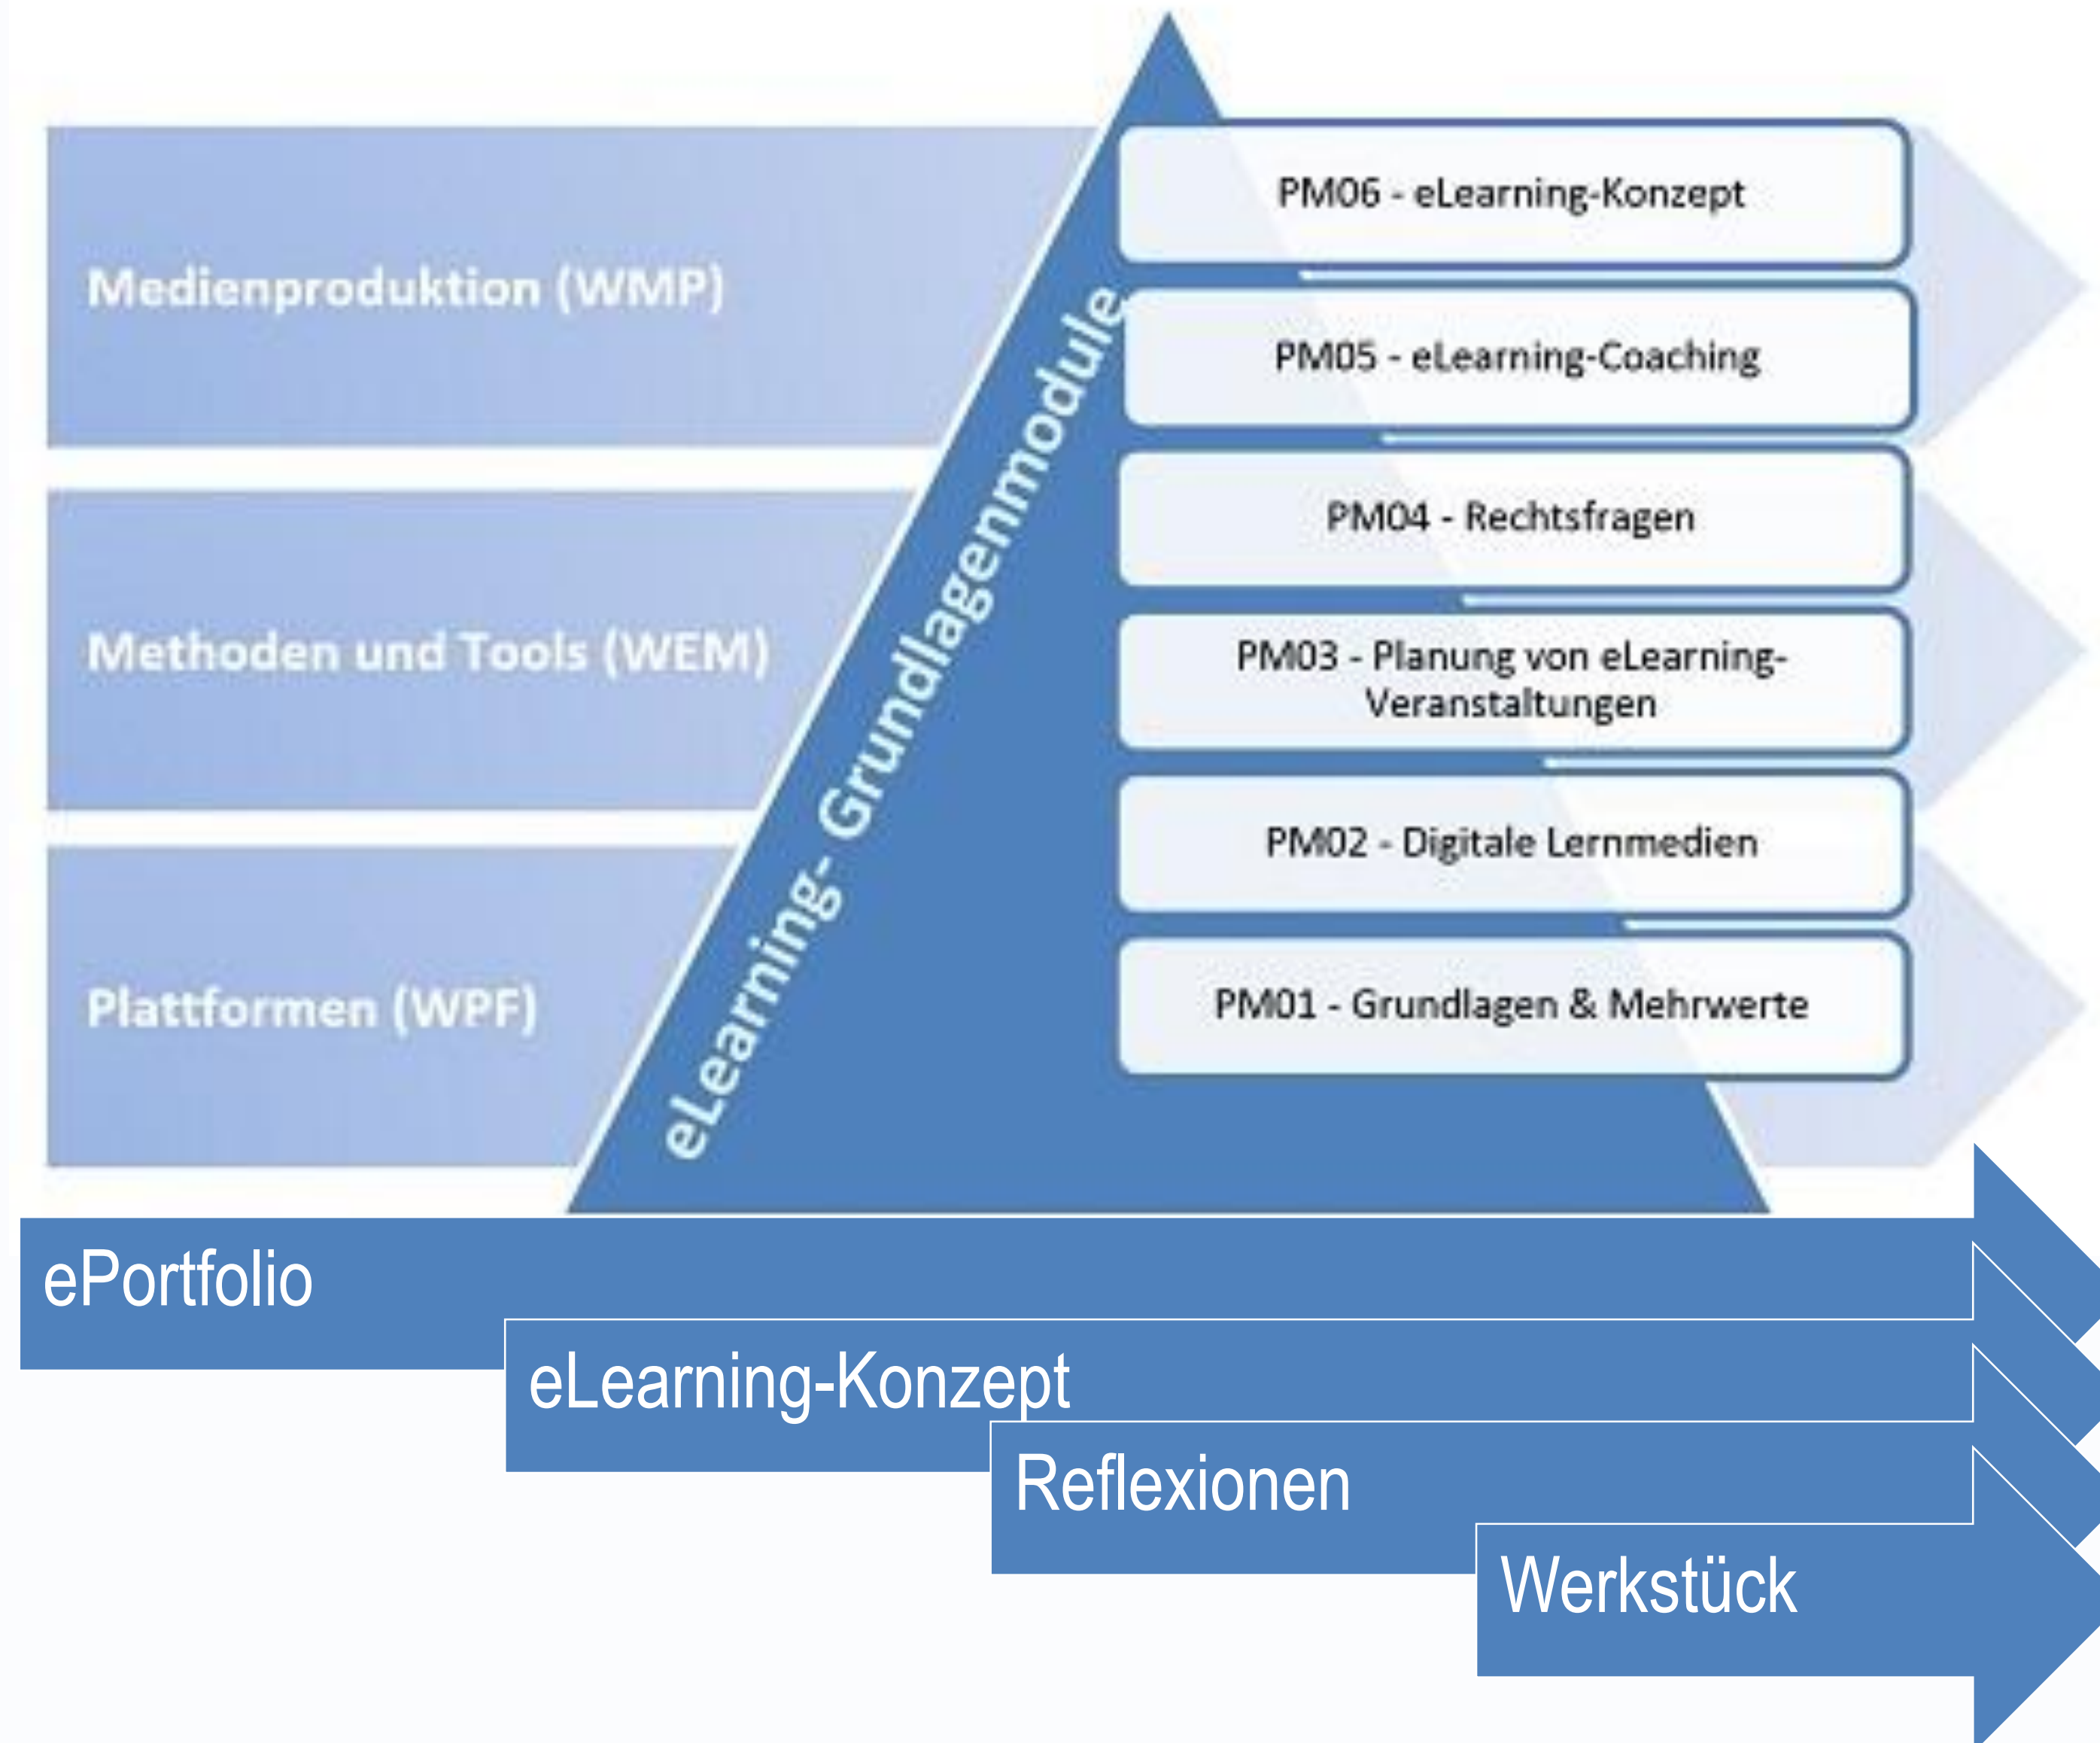 Medienproduktion (WMP)
Methoden und Tools (WEM)
Plattformen (WPF)
eLearning- Grundlagenmodule
PM06 - eLearning-Konzept
PM05 - eLearning-Coaching
PM04 - Rechtsfragen
PM03 - Planung von eLearning-
Veranstaltungen
PM02 - Digitale Lernmedien
PM01 - Grundlagen & Mehrwerte
ePortfolio
eLearning-Konzept
Reflexionen
Werkstück